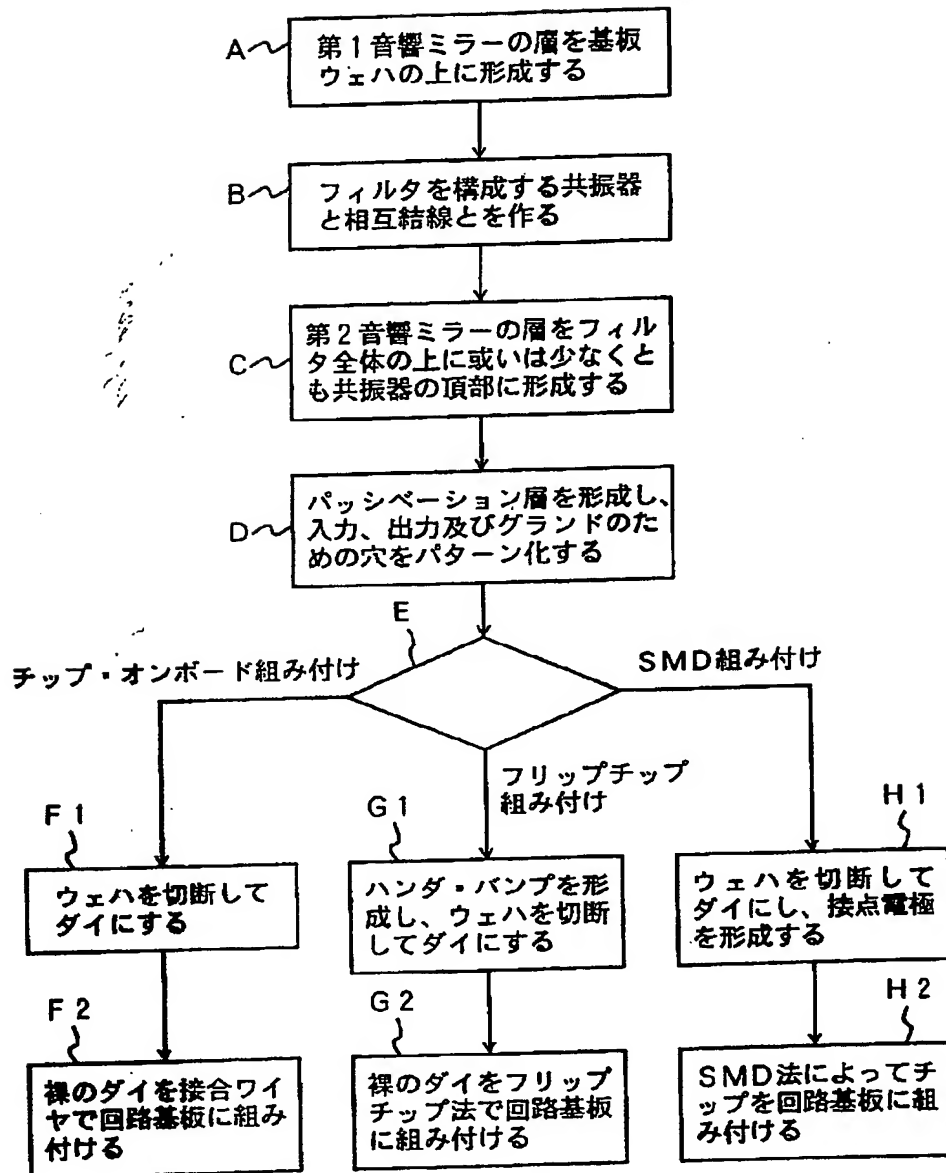 A
第1音響ミラーの層を基板
ウェハの上に形成する
B
フィルタを構成する共振器
と相互結線とを作る
C
第2音響ミラーの層をフィル
タ全体の上に或いは少なくと
も共振器の頂部に形成する
D
パッシベーション層を形成し、
入力、出力及びグランドのた
めの穴をパターン化する
E
チップ・オンボード組み付け
SMD組み付け
フリップチップ
組み付け
F1
ウェハを切断して
ダイにする
G1
ハンダ・バンプを形
成し、ウェハを切断
してダイにする
H1
ウェハを切断して
ダイにし、接点電極
を形成する
F2
裸のダイを接合ワイ
ヤで回路基板に組み
付ける
G2
裸のダイをフリップ
チップ法で回路基板
に組み付ける
H2
SMD法によってチ
ップを回路基板に組
み付ける